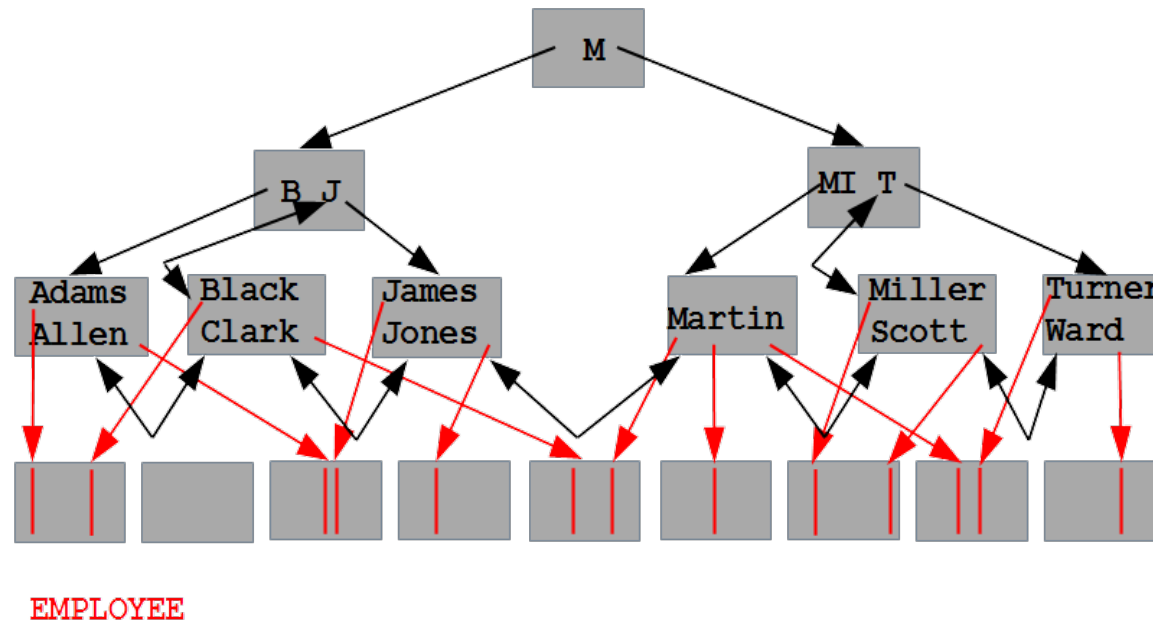 M
B J
MI T
Adams
Allen
Black
Clark
James
Jones
Martin
Miller
Scott
Turner
Ward
EMPLOYEE